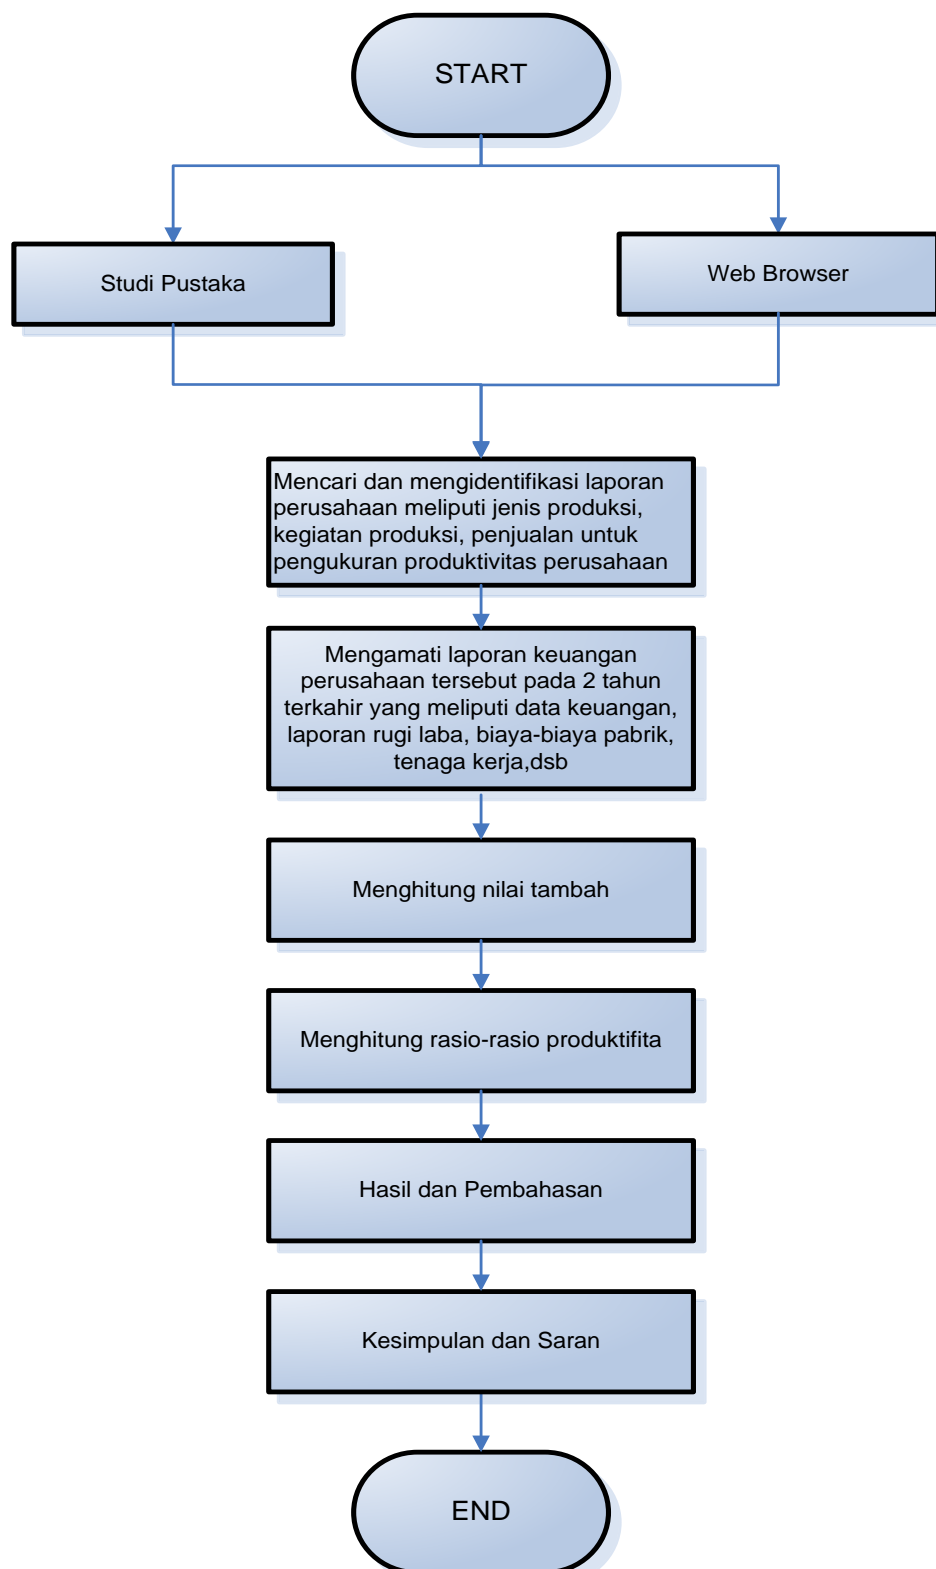 START
Studi Pustaka
Web Browser
Mencari dan mengidentifikasi laporan
perusahaan meliputi jenis produksi,
kegiatan produksi, penjualan untuk
pengukuran produktivitas perusahaan
Mengamati laporan keuangan
perusahaan tersebut pada 2 tahun
terkahir yang meliputi data keuangan,
laporan rugi laba, biaya-biaya pabrik,
tenaga kerja,dsb
Menghitung nilai tambah
Menghitung rasio-rasio produktifita
Hasil dan Pembahasan
Kesimpulan dan Saran
END